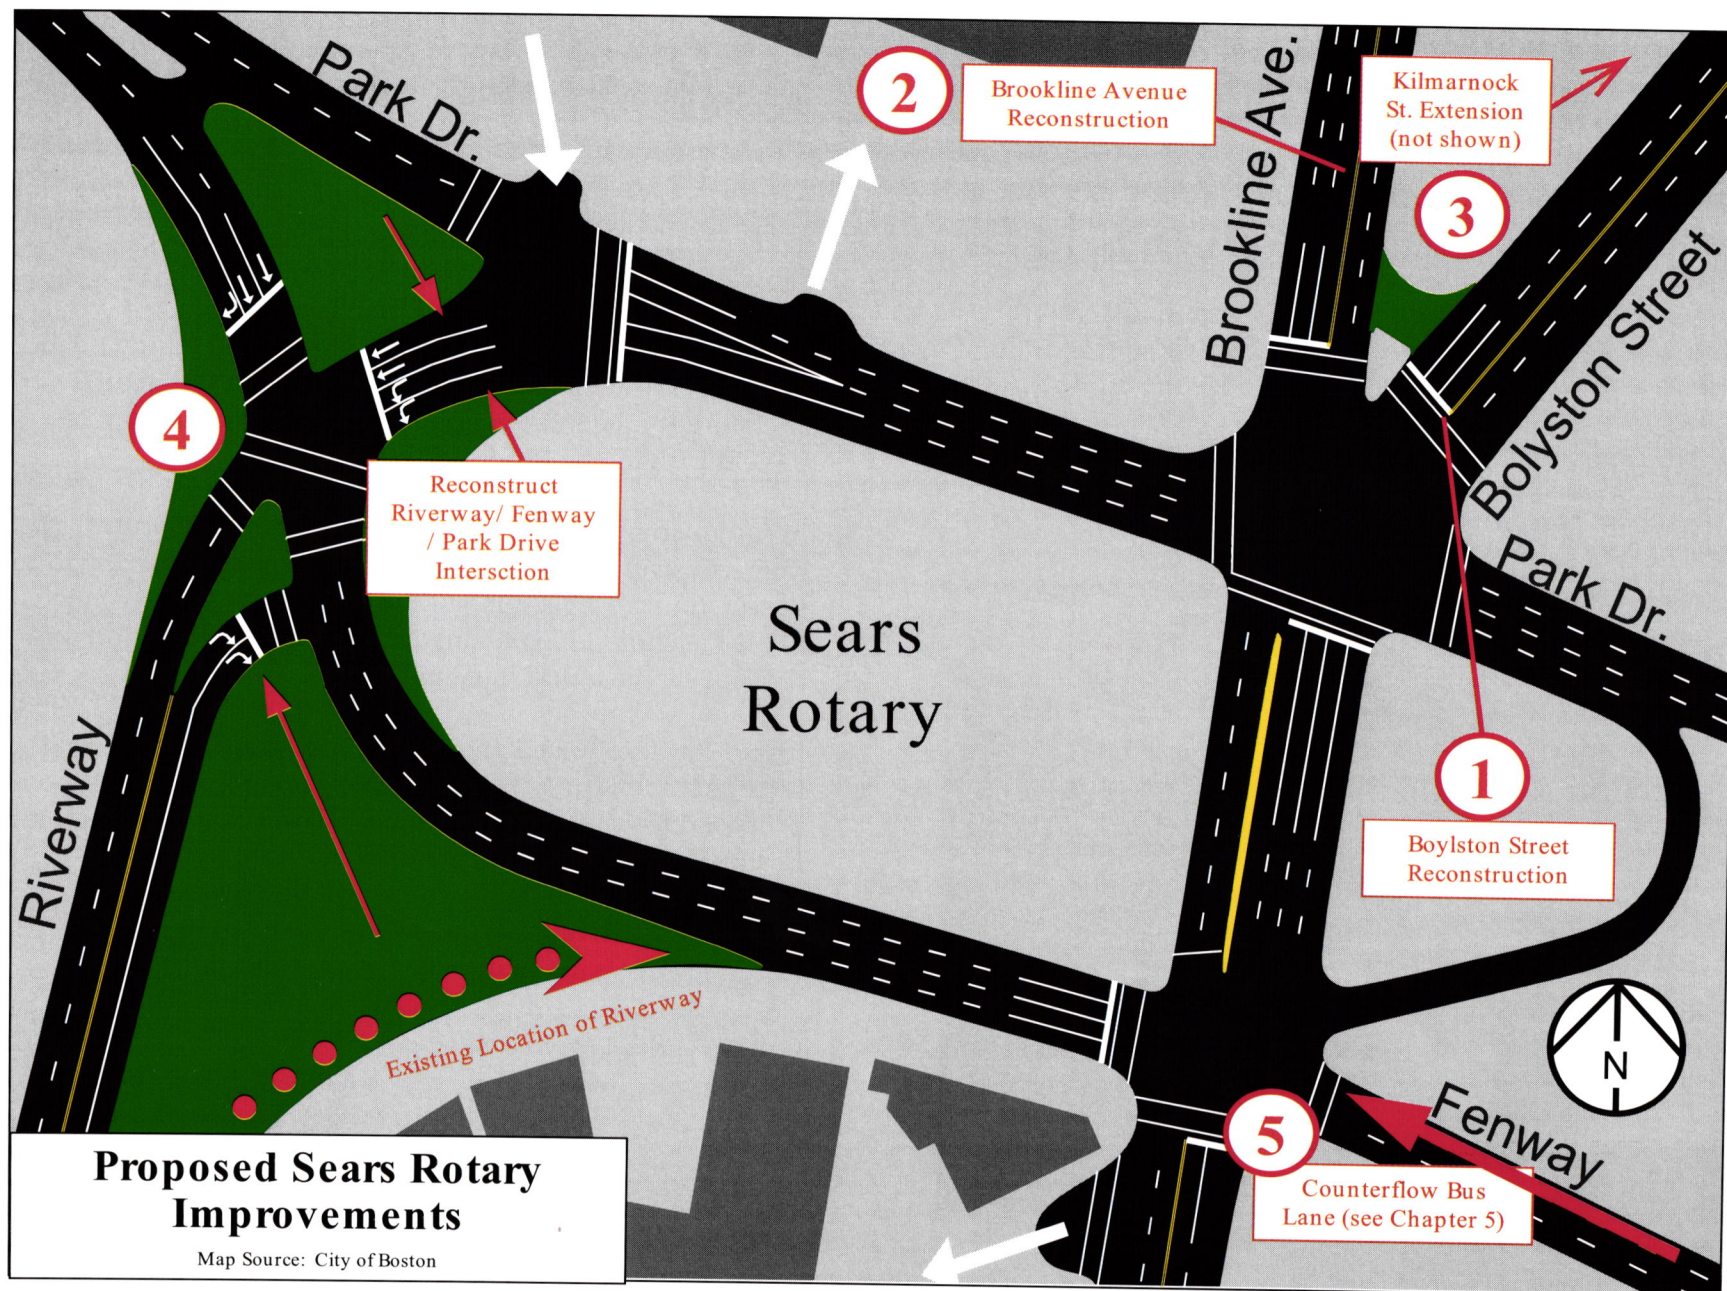 Park Dr.
2
Brookline Avenue
Reconstruction
Brookline Ave.
Kilmarnock
St. Extension
(not shown)
3
Bolyston Street
4
Reconstruct
Riverway/ Fenway
/ Park Drive
Intersction
Park Dr.
Sears
Rotary
1
Boylston Street
Reconstruction
Riverway
Existing Location of Riverway
N
Fenway
5
Counterflow Bus
Lane (see Chapter 5)
Proposed Sears Rotary
Improvements
Map Source: City of Boston